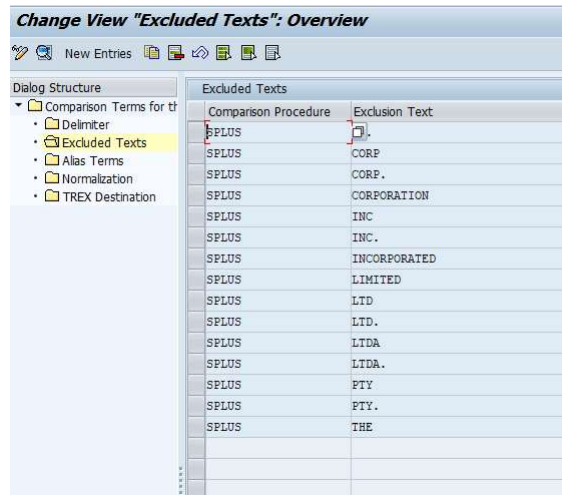 Change View "Excluded Texts": Overview
New Entries
Dialog Structure
Comparison Terms for th
Delimiter
Excluded Texts
Alias Terms
Normalization
TREX Destination
Excluded Texts
Comparison Procedure Exclusion Text
SPLUS .
SPLUS CORP
SPLUS CORP.
SPLUS CORPORATION
SPLUS INC
SPLUS INC.
SPLUS INCORPORATED
SPLUS LIMITED
SPLUS LTD
SPLUS LTD.
SPLUS LTDA
SPLUS LTDA.
SPLUS PTY
SPLUS PTY.
SPLUS THE